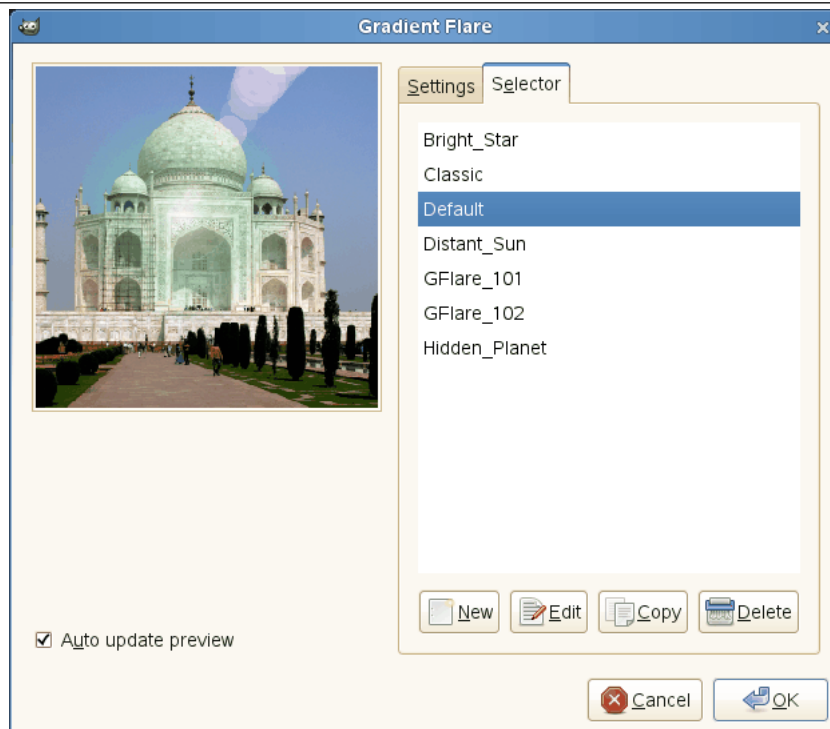 Gradient Flare
Settings Selector
Bright_Star
Classic
Default
Distant_Sun
GFlare_101
GFlare_102
Hidden_Planet
New Edit Copy Delete
Auto update preview
Cancel OK